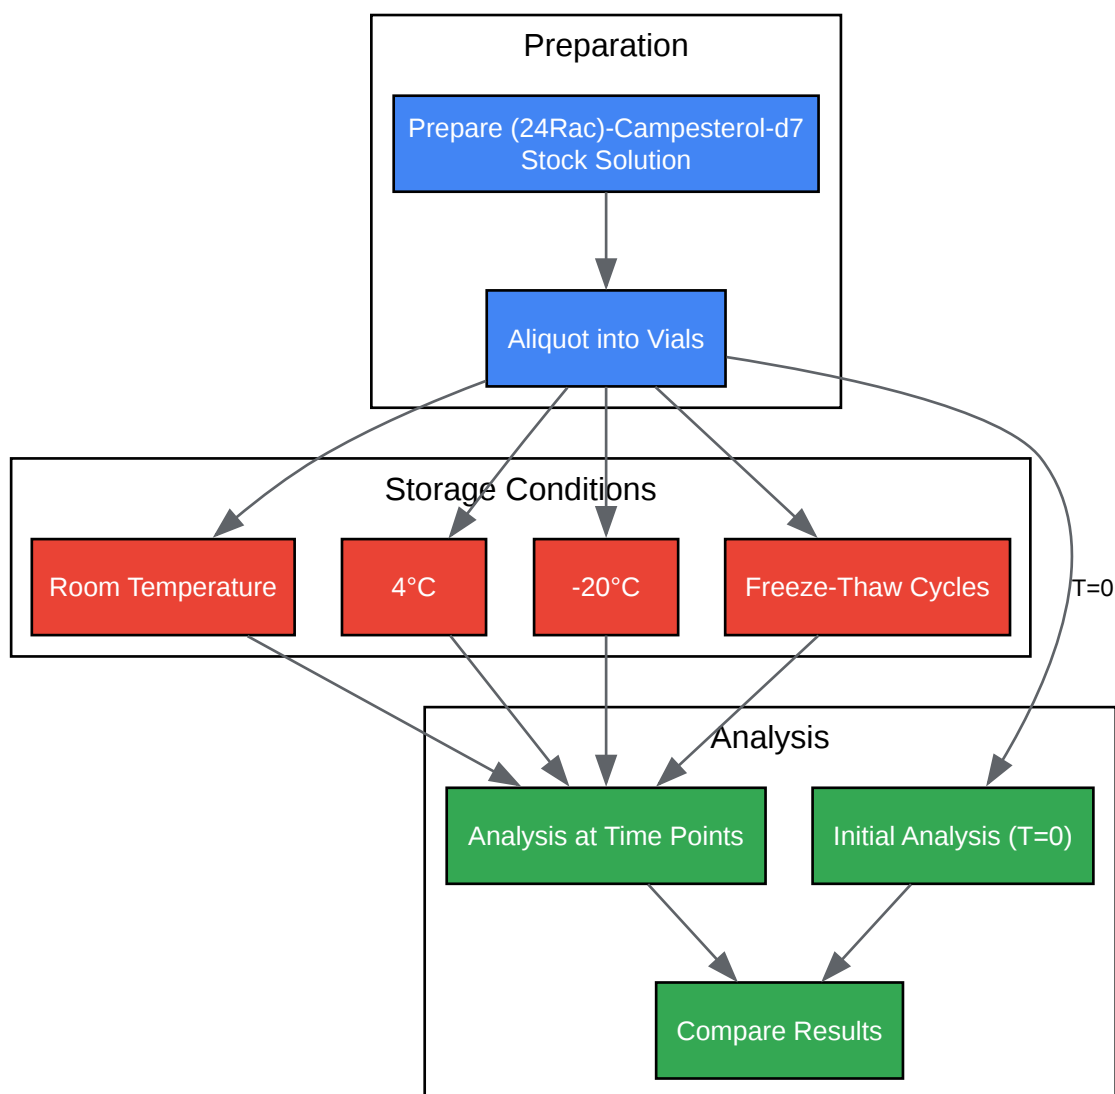 Preparation
Prepare (24Rac)-Campesterol-d7
Stock Solution
Aliquot into Vials
Storage Conditions
Room Temperature
4°C
-20°C
Freeze-Thaw Cycles
T=0
Analysis
Analysis at Time Points
Initial Analysis (T=0)
Compare Results